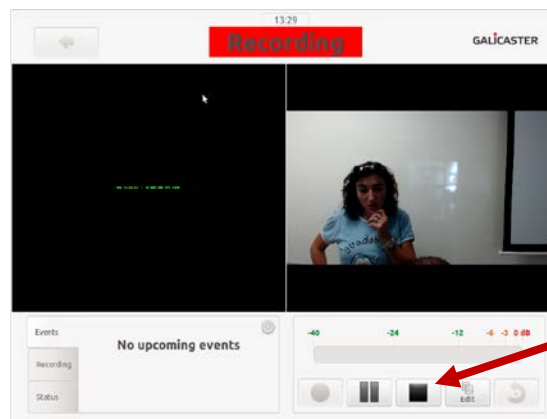 13:29
Recording
GALICASTER
Events
No upcoming events
Recording
Status
-40 -24 -12 -6 -3 0 dB
Edit